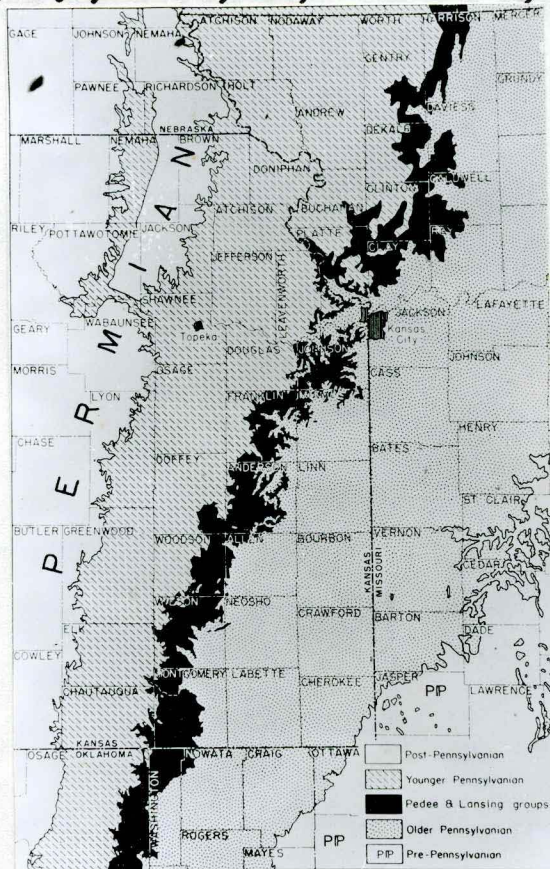 ATCHISON NODAWAY WORTH HARRISON MERCER
GAGE JOHNSON NEMAHA
GENTRY
GRUNDY
PAWNEE RICHARDSON HOLT
DAVIESS
ANDREW
DEKALB
NEBRASKA
MARSHALL NEMAHA BROWN
DONIPHAN
CALDWELL
CLINTON
ATCHISON BUCHANAN
RILEY POTTAWOTOMIE JACKSON
PLATTE
RAY
CLAY
JEFFERSON
LEAVENWORTH
SHAWNEE
JACKSON LAFAYETTE
GEARY WABAUNSEE
Topeka
Kansas
City
DOUGLAS JOHNSON
JOHNSON
MORRIS
OSAGE
CASS
LYON
FRANKLIN MIAMI
HENRY
CHASE
BATES
COFFEY
ANDERSON LINN
ST CLAIR
BUTLER GREENWOOD
WOODSON ALLEN BOURBON VERNON
KANSAS
MISSOURI
CEDAR
WILSON NEOSHO
CRAWFORD BARTON
ELK
DADE
COWLEY
MONTGOMERY LABETTE
CHEROKEE JASPER
CHAUTAUQUA
PIP LAWRENCE
KANSAS
OSAGE OKLAHOMA
NOWATA CRAIG OTTAWA
WASHINGTON
ROGERS
MAYES
PIP
PERMIAN
Post-Pennsylvanian
Younger Pennsylvanian
Pedee & Lansing groups
Older Pennsylvanian
PIP Pre-Pennsylvanian